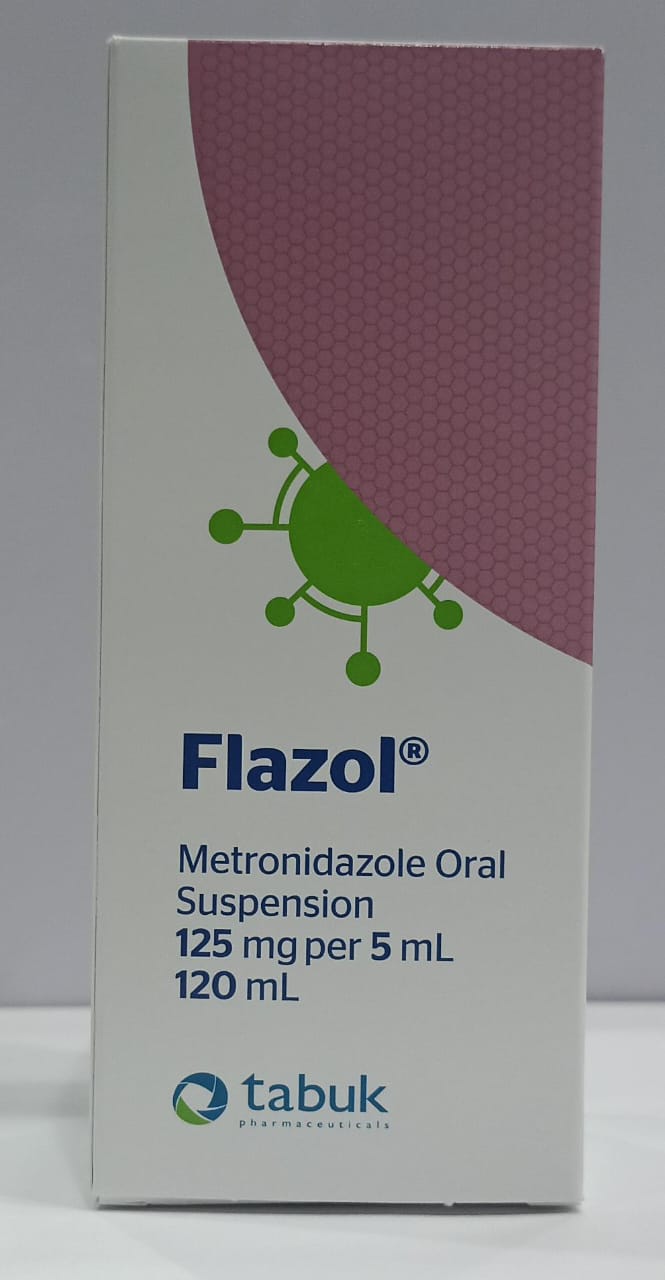 Flazol®
Metronidazole Oral
Suspension
125 mg per 5 mL
120 mL
tabuk
pharmaceuticals